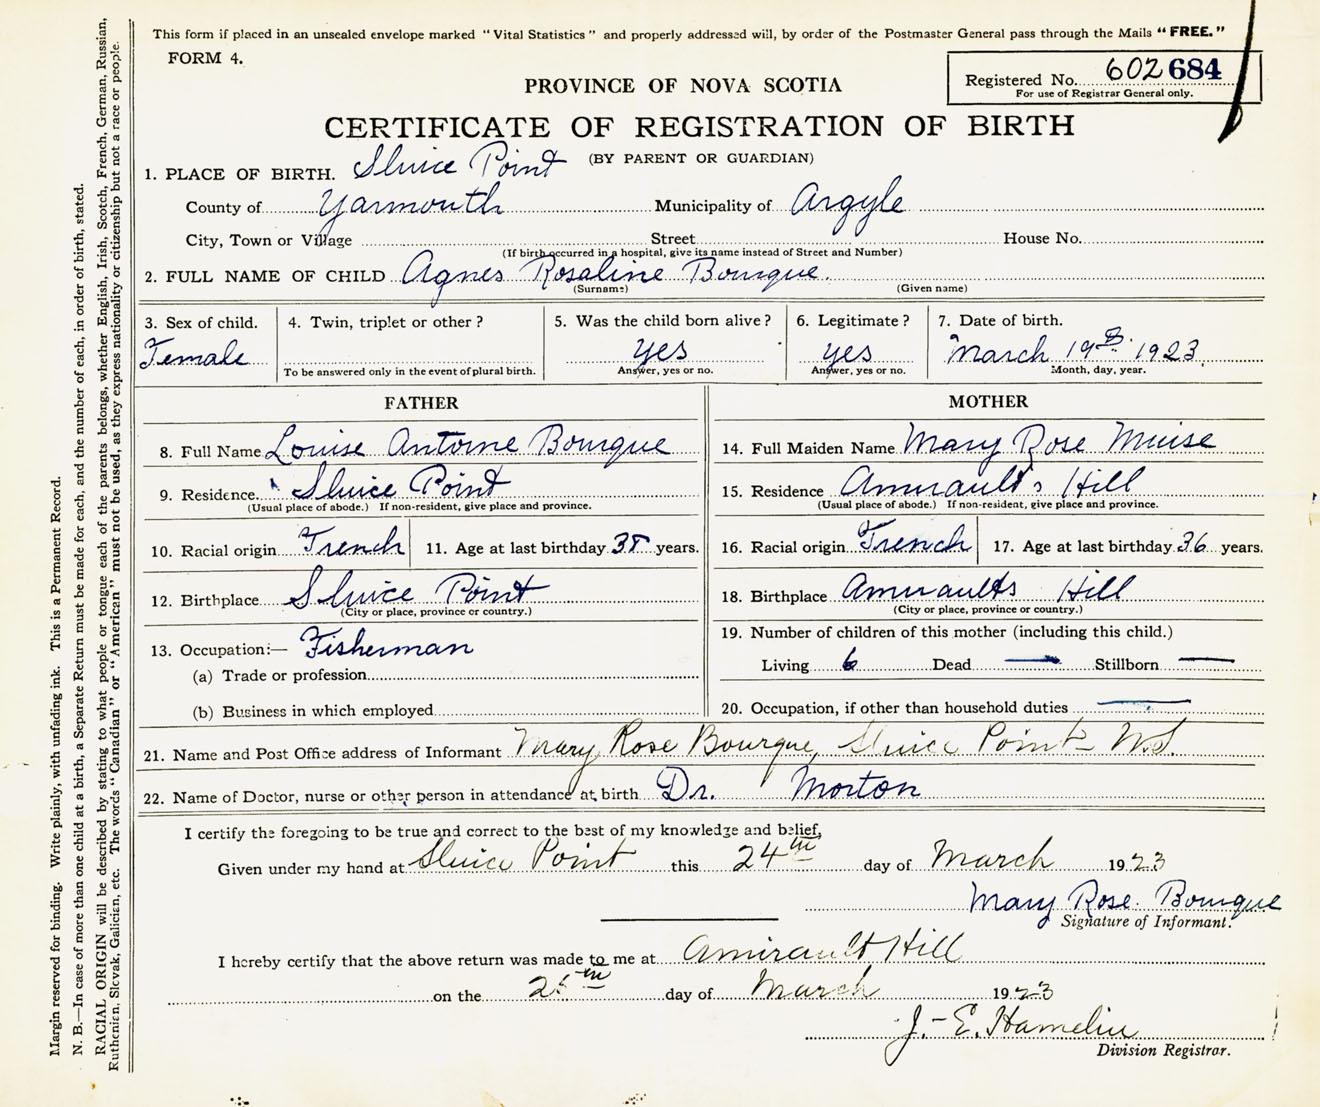 This form if placed in an unsealed envelope marked "Vital Statistics" and properly addressed will, by order of the Postmaster General pass through the Mails "FREE."
FORM 4.
Registered No. 602 684
For use of Registrar General only.
PROVINCE OF NOVA SCOTIA
CERTIFICATE OF REGISTRATION OF BIRTH
(BY PARENT OR GUARDIAN)
1. PLACE OF BIRTH. Sluice Point
County of Yarmouth Municipality of Argyle
City, Town or Village Street House No.
(If birth occurred in a hospital, give its name instead of Street and Number)
2. FULL NAME OF CHILD Agnes Rosaline Bourque.
(Surname) (Given name)
3. Sex of child. 4. Twin, triplet or other? 5. Was the child born alive? 6. Legitimate? 7. Date of birth.
Female yes yes March 19th 1923
To be answered only in the event of plural birth. Answer, yes or no. Answer, yes or no. Month, day, year.
FATHER MOTHER
8. Full Name Louise Antoine Bourque 14. Full Maiden Name Mary Rose Muise
9. Residence. Sluice Point 15. Residence Amirault's Hill
(Usual place of abode.) If non-resident, give place and province. (Usual place of abode.) If non-resident, give place and province.
10. Racial origin French 11. Age at last birthday years. 16. Racial origin French 17. Age at last birthday 36 years.
12. Birthplace Sluice Point 18. Birthplace Amiraults Hill
(City or place, province or country.) (City or place, province or country.)
13. Occupation:— Fisherman 19. Number of children of this mother (including this child.)
(a) Trade or profession Living 6 Dead — Stillborn —
(b) Business in which employed 20. Occupation, if other than household duties —
21. Name and Post Office address of Informant Mary Rose Bourque, Sluice Point N.S.
22. Name of Doctor, nurse or other person in attendance at birth Dr. Morton
I certify the foregoing to be true and correct to the best of my knowledge and belief,
Given under my hand at Sluice Point this 24th day of March 1923
Mary Rose. Bourque
Signature of Informant.
I hereby certify that the above return was made to me at Amirault Hill
on the 25th day of March 1923
J.-E. Hamelin
Division Registrar.
Margin reserved for binding. Write plainly, with unfading ink. This is a Permanent Record.
N. B.—In case of more than one child at a birth, a Separate Return must be made for each, and the number of each, in order of birth, stated.
RACIAL ORIGIN will be described by stating to what people or tongue each of the parents belongs, whether English, Irish, Scotch, French, German, Russian,
Ruthenian, Slovak, Galician, etc. The words "Canadian" or "American" must not be used, as they express nationality or citizenship but not a race or people.